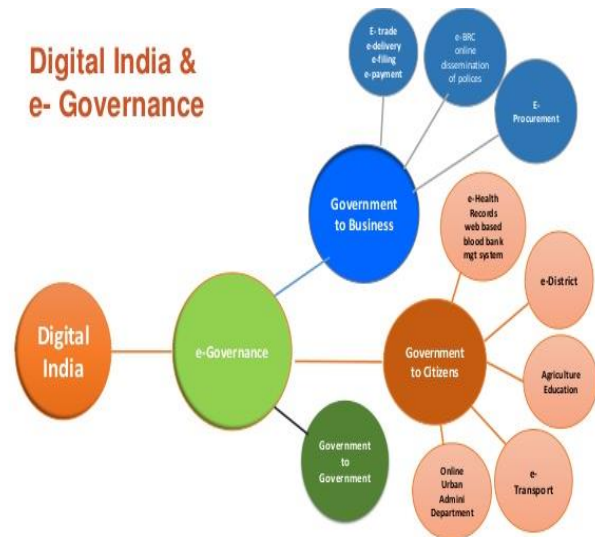 Digital India &
e- Governance
E- trade
e-delivery
e-filing
e-payment
e-BRC
online
dissemination
of polices
E-
Procurement
Government
to Business
e-Health
Records
web based
blood bank
mgt system
e-District
Digital
India
e-Governance
Government
to Citizens
Agriculture
Education
Government
to
Government
Online
Urban
Admini
Department
e-
Transport